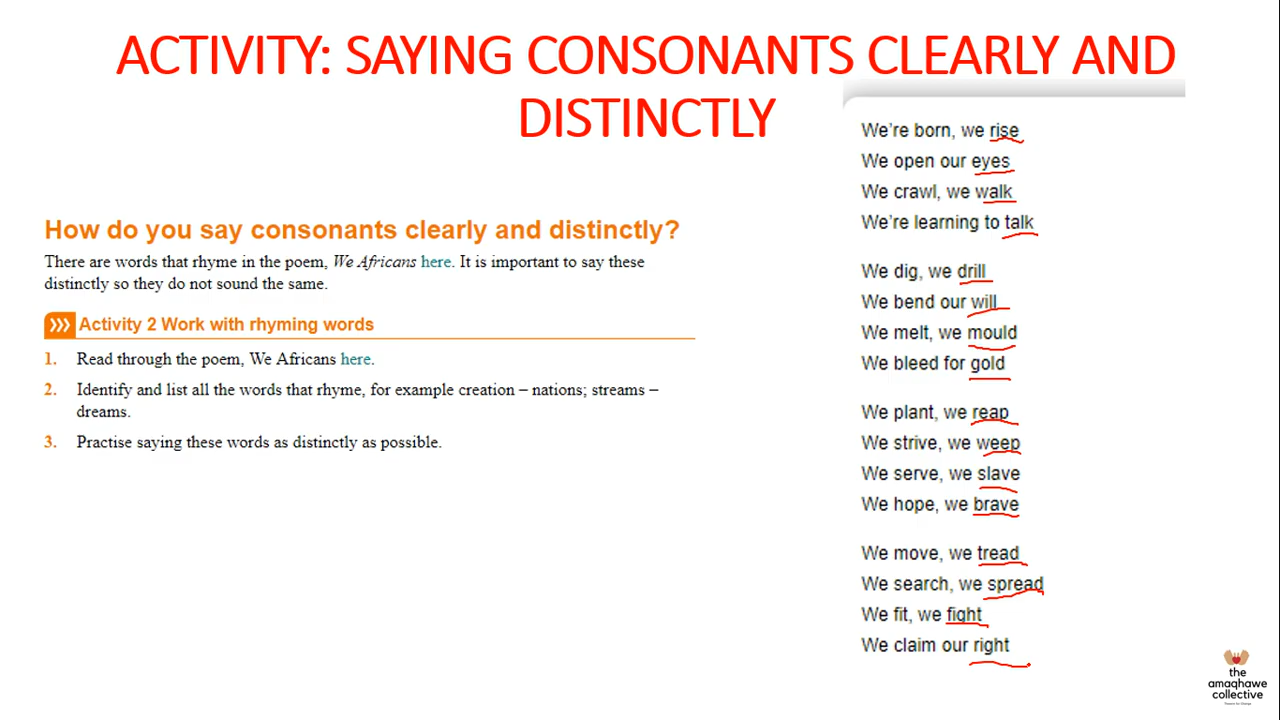 ACTIVITY: SAYING CONSONANTS CLEARLY AND
DISTINCTLY
How do you say consonants clearly and distinctly?
There are words that rhyme in the poem, We Africans here. It is important to say these
distinctly so they do not sound the same.
Activity 2 Work with rhyming words
1. Read through the poem, We Africans here.
2. Identify and list all the words that rhyme, for example creation – nations; streams –
dreams.
3. Practise saying these words as distinctly as possible.
We're born, we rise
We open our eyes
We crawl, we walk
We're learning to talk
We dig, we drill
We bend our will
We melt, we mould
We bleed for gold
We plant, we reap
We strive, we weep
We serve, we slave
We hope, we brave
We move, we tread
We search, we spread
We fit, we fight
We claim our right
the
amaqhawe
collective